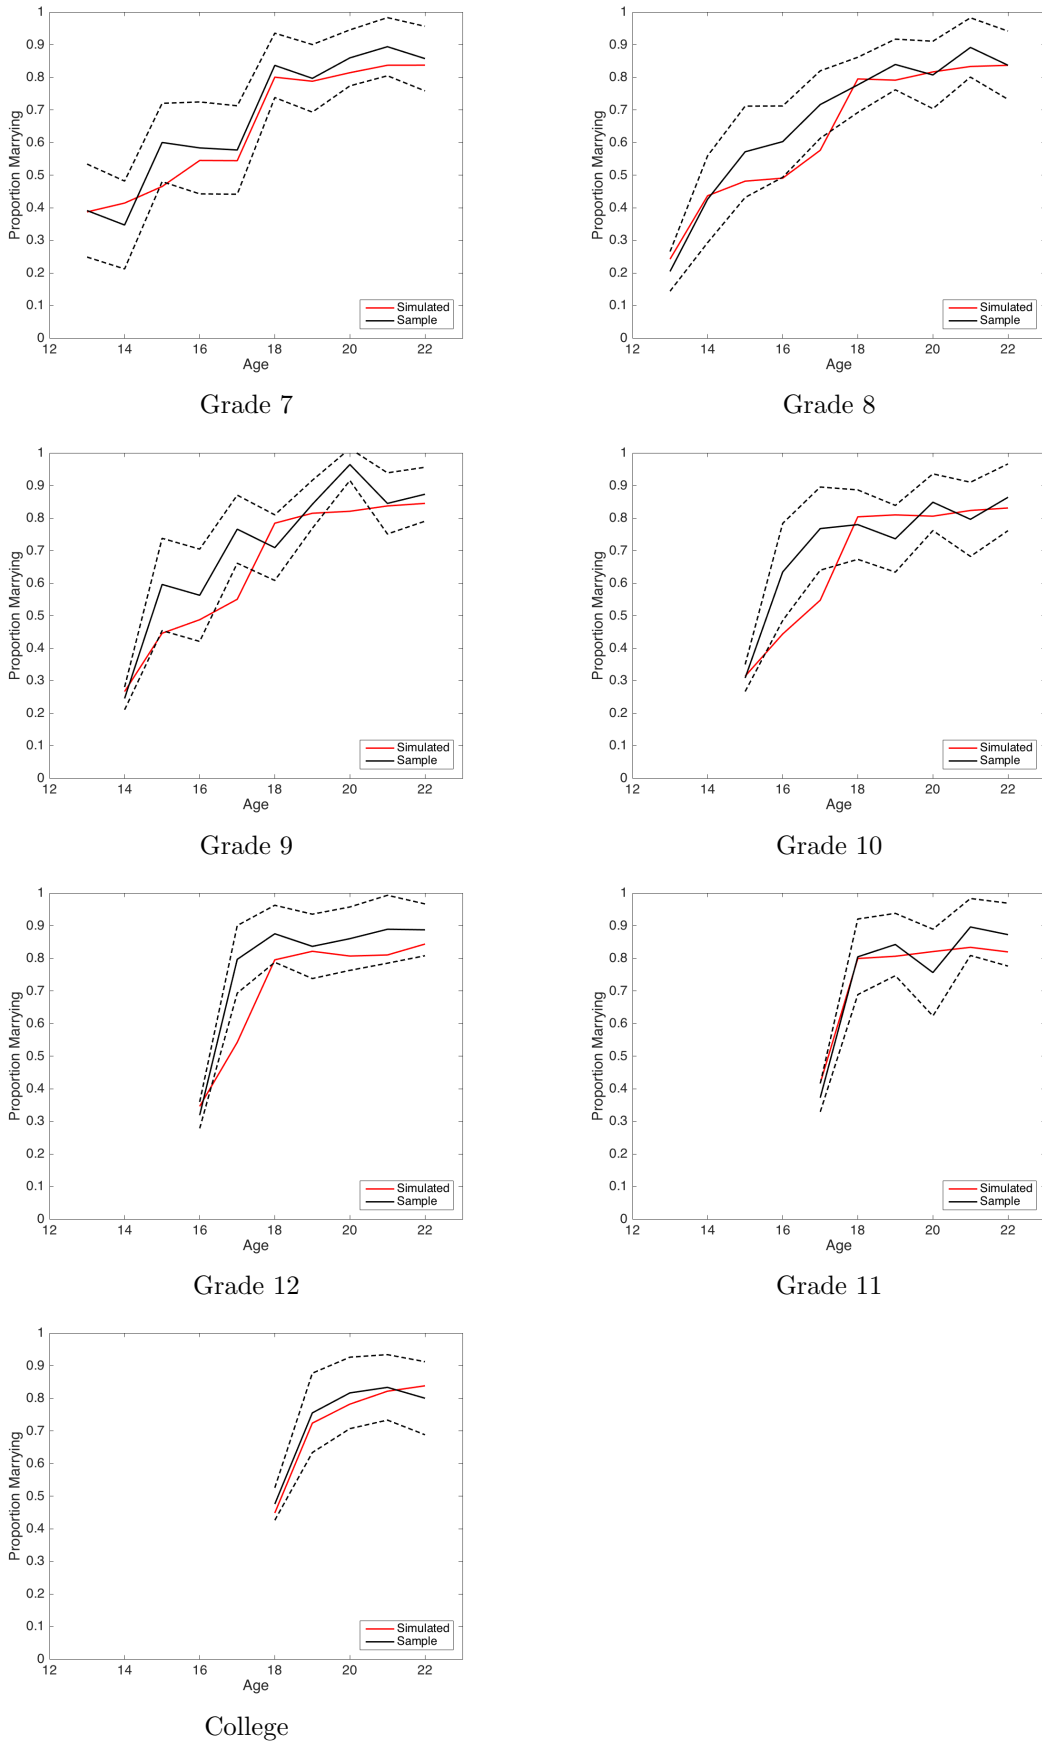 Proportion Marrying
1
0.9
0.8
0.7
0.6
0.5
0.4
0.3
0.2
0.1
0
12 14 16 18 20 22
Age
Simulated
Sample
Grade 7
Proportion Marrying
1
0.9
0.8
0.7
0.6
0.5
0.4
0.3
0.2
0.1
0
12 14 16 18 20 22
Age
Simulated
Sample
Grade 8
Proportion Marrying
1
0.9
0.8
0.7
0.6
0.5
0.4
0.3
0.2
0.1
0
12 14 16 18 20 22
Age
Simulated
Sample
Grade 9
Proportion Marrying
1
0.9
0.8
0.7
0.6
0.5
0.4
0.3
0.2
0.1
0
12 14 16 18 20 22
Age
Simulated
Sample
Grade 10
Proportion Marrying
1
0.9
0.8
0.7
0.6
0.5
0.4
0.3
0.2
0.1
0
12 14 16 18 20 22
Age
Simulated
Sample
Grade 12
Proportion Marrying
1
0.9
0.8
0.7
0.6
0.5
0.4
0.3
0.2
0.1
0
12 14 16 18 20 22
Age
Simulated
Sample
Grade 11
Proportion Marrying
1
0.9
0.8
0.7
0.6
0.5
0.4
0.3
0.2
0.1
0
12 14 16 18 20 22
Age
Simulated
Sample
College